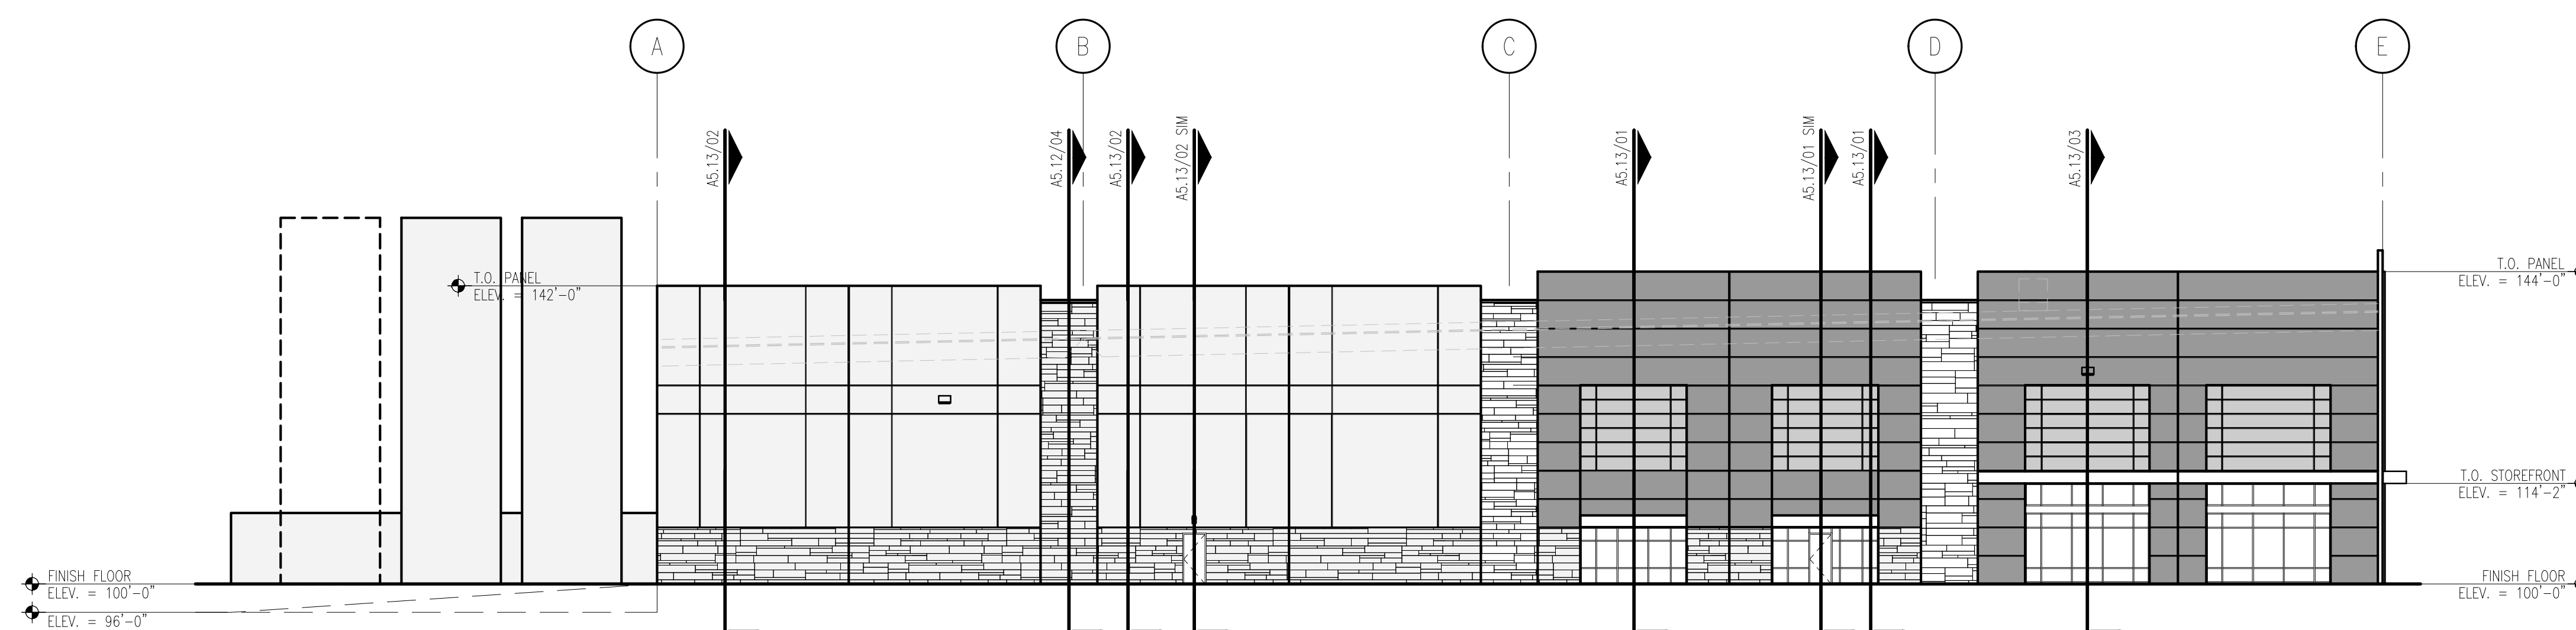 A
B
C
D
E
A5.13/02
A5.12/04
A5.13/02
A5.13/02 SIM
A5.13/01
A5.13/01 SIM
A5.13/01
A5.13/03
T.O. PANEL
ELEV. = 142'-0"
T.O. PANEL
ELEV. = 144'-0"
T.O. STOREFRONT
ELEV. = 114'-2"
FINISH FLOOR
ELEV. = 100'-0"
ELEV. = 96'-0"
FINISH FLOOR
ELEV. = 100'-0"